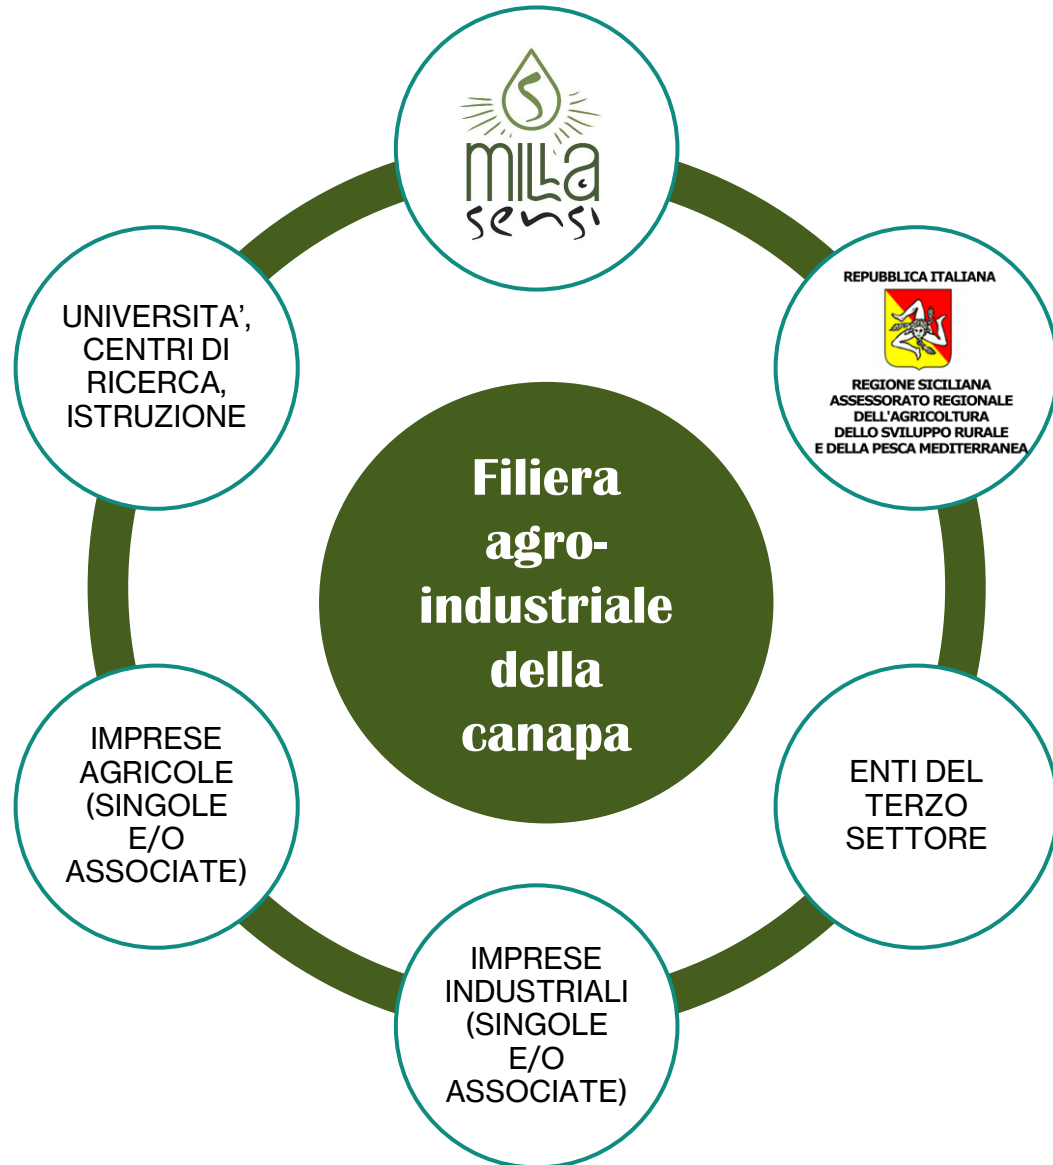 MILLA
sensi
REPUBBLICA ITALIANA
REGIONE SICILIANA
ASSESSORATO REGIONALE
DELL'AGRICOLTURA
DELLO SVILUPPO RURALE
E DELLA PESCA MEDITERRANEA
UNIVERSITA’,
CENTRI DI
RICERCA,
ISTRUZIONE
Filiera
agro-
industriale
della
canapa
IMPRESE
AGRICOLE
(SINGOLE
E/O
ASSOCIATE)
ENTI DEL
TERZO
SETTORE
IMPRESE
INDUSTRIALI
(SINGOLE
E/O
ASSOCIATE)